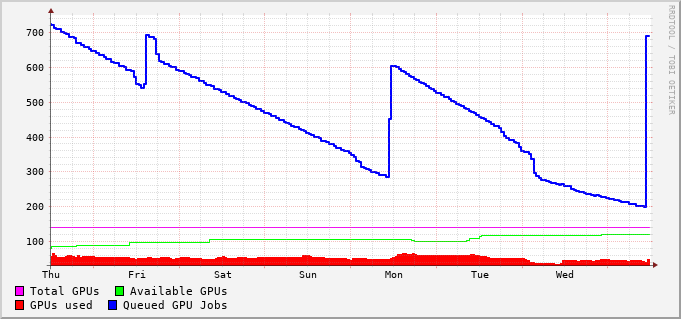 RRDTOOL / TOBI OETIKER
700
600
500
400
300
200
100
Thu Fri Sat Sun Mon Tue Wed
Total GPUs Available GPUs
GPUs used Queued GPU Jobs